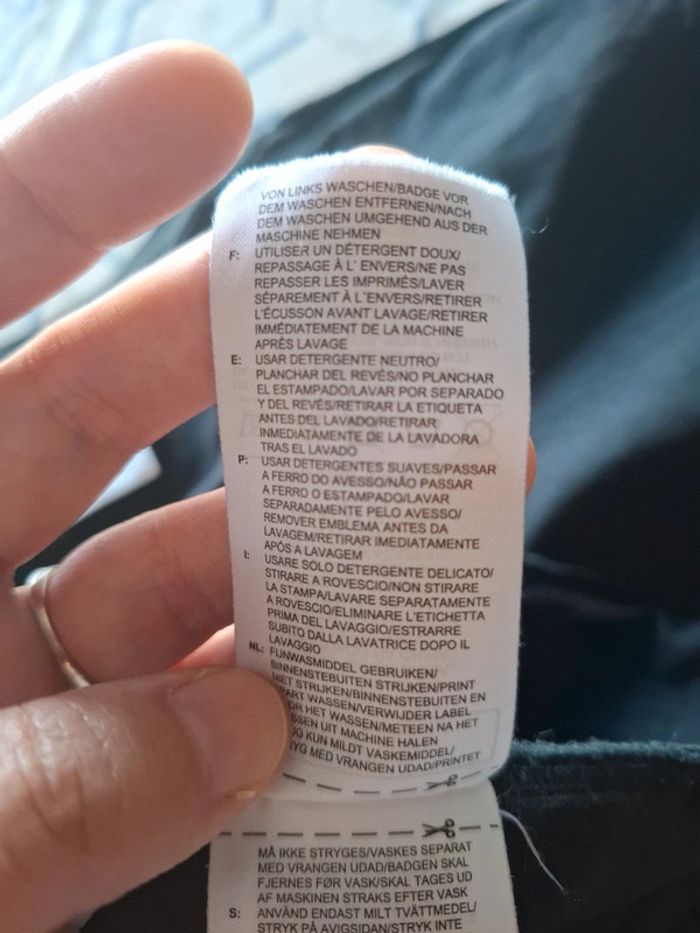 VON LINKS WASCHEN/BADGE VOR
DEM WASCHEN ENTFERNEN/NACH
DEM WASCHEN UMGEHEND AUS DER
MASCHINE NEHMEN
F: UTILISER UN DÉTERGENT DOUX/
REPASSAGE À L' ENVERS/NE PAS
REPASSER LES IMPRIMÉS/LAVER
SÉPAREMENT À L'ENVERS/RETIRER
L'ÉCUSSON AVANT LAVAGE/RETIRER
IMMÉDIATEMENT DE LA MACHINE
APRÈS LAVAGE
E: USAR DETERGENTE NEUTRO/
PLANCHAR DEL REVÉS/NO PLANCHAR
EL ESTAMPADO/LAVAR POR SEPARADO
Y DEL REVÉS/RETIRAR LA ETIQUETA
ANTES DEL LAVADO/RETIRAR
INMEDIATAMENTE DE LA LAVADORA
TRAS EL LAVADO
P: USAR DETERGENTES SUAVES/PASSAR
A FERRO DO AVESSO/NÃO PASSAR
A FERRO O ESTAMPADO/LAVAR
SEPARADAMENTE PELO AVESSO/
REMOVER EMBLEMA ANTES DA
LAVAGEM/RETIRAR IMEDIATAMENTE
APÓS A LAVAGEM
I: USARE SOLO DETERGENTE DELICATO/
STIRARE A ROVESCIO/NON STIRARE
LA STAMPA/LAVARE SEPARATAMENTE
A ROVESCIO/ELIMINARE L'ETICHETTA
PRIMA DEL LAVAGGIO/ESTRARRE
SUBITO DALLA LAVATRICE DOPO IL
LAVAGGIO
NL: FIJNWASMIDDEL GEBRUIKEN/
BINNENSTEBUITEN STRIJKEN/PRINT
NIET STRIJKEN/BINNENSTEBUITEN EN
PART WASSEN/VERWIJDER LABEL
OR HET WASSEN/METEEN NA HET
SSEN UIT MACHINE HALEN
G KUN MILDT VASKEMIDDEL/
YG MED VRANGEN UDAD/PRINTET
MÅ IKKE STRYGES/VASKES SEPARAT
MED VRANGEN UDAD/BADGEN SKAL
FJERNES FØR VASK/SKAL TAGES UD
AF MASKINEN STRAKS EFTER VASK
S: ANVÄND ENDAST MILT TVÄTTMEDEL/
STRYK PÅ AVIGSIDAN/STRYK INTE